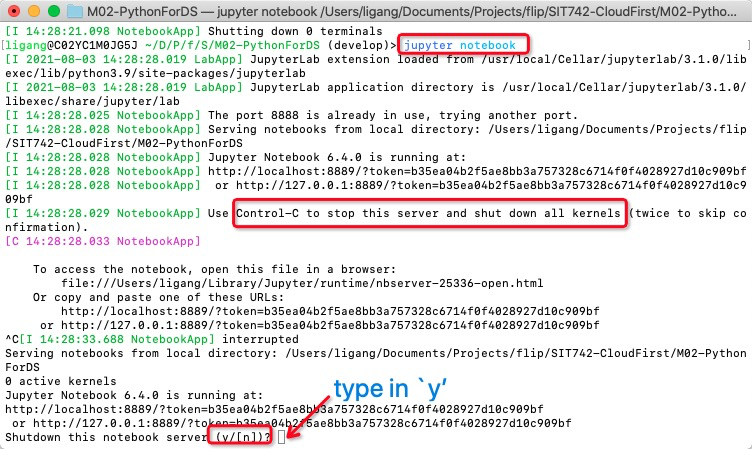 M02-PythonForDS — jupyter notebook /Users/ligang/Documents/Projects/flip/SIT742-CloudFirst/M02-Pytho...
[I 14:28:21.098 NotebookApp] Shutting down 0 terminals
[ligang@C02YC1M0JG5J ~/D/P/f/S/M02-PythonForDS (develop)> jupyter notebook ]
[I 2021-08-03 14:28:28.019 LabApp] JupyterLab extension loaded from /usr/local/Cellar/jupyterlab/3.1.0/lib
exec/lib/python3.9/site-packages/jupyterlab
[I 2021-08-03 14:28:28.019 LabApp] JupyterLab application directory is /usr/local/Cellar/jupyterlab/3.1.0/
libexec/share/jupyter/lab
[I 14:28:28.025 NotebookApp] The port 8888 is already in use, trying another port.
[I 14:28:28.028 NotebookApp] Serving notebooks from local directory: /Users/ligang/Documents/Projects/flip
/SIT742-CloudFirst/M02-PythonForDS
[I 14:28:28.028 NotebookApp] Jupyter Notebook 6.4.0 is running at:
[I 14:28:28.028 NotebookApp] http://localhost:8889/?token=b35ea04b2f5ae8bb3a757328c6714f0f4028927d10c909bf
[I 14:28:28.028 NotebookApp]  or http://127.0.0.1:8889/?token=b35ea04b2f5ae8bb3a757328c6714f0f4028927d10c9
09bf
[I 14:28:28.029 NotebookApp] Use Control-C to stop this server and shut down all kernels (twice to skip co
nfirmation).
[C 14:28:28.033 NotebookApp]
To access the notebook, open this file in a browser:
file:///Users/ligang/Library/Jupyter/runtime/nbserver-25336-open.html
Or copy and paste one of these URLs:
http://localhost:8889/?token=b35ea04b2f5ae8bb3a757328c6714f0f4028927d10c909bf
or http://127.0.0.1:8889/?token=b35ea04b2f5ae8bb3a757328c6714f0f4028927d10c909bf
^C[I 14:28:33.688 NotebookApp] interrupted
Serving notebooks from local directory: /Users/ligang/Documents/Projects/flip/SIT742-CloudFirst/M02-Python
ForDS
0 active kernels
Jupyter Notebook 6.4.0 is running at:
type in `y’
http://localhost:8889/?token=b35ea04b2f5ae8bb3a757328c6714f0f4028927d10c909bf
or http://127.0.0.1:8889/?token=b35ea04b2f5ae8bb3a757328c6714f0f4028927d10c909bf
Shutdown this notebook server (y/[n])?